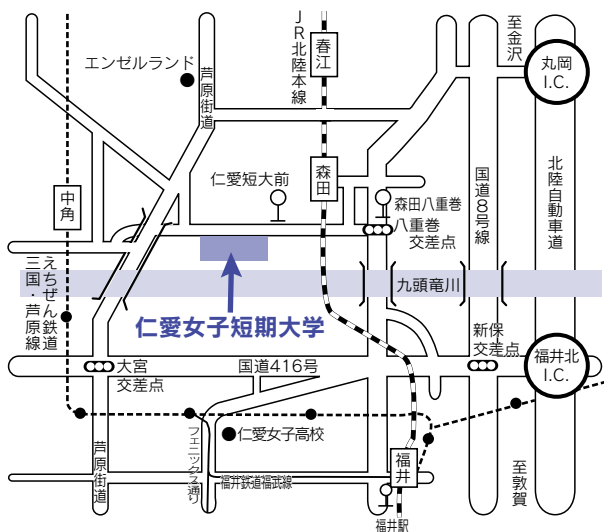 至金沢
丸岡
I.C.
JR北陸本線
春江
エンゼルランド
芦原街道
森田
仁愛短大前
中角
森田八重巻
八重巻
交差点
国道8号線
北陸自動車道
えちぜん鉄道
三国・芦原線
九頭竜川
仁愛女子短期大学
新保
交差点
福井北
I.C.
大宮
交差点
国道416号
芦原街道
フェニックス通り
仁愛女子高校
福井
福井鉄道福武線
至敦賀
福井駅